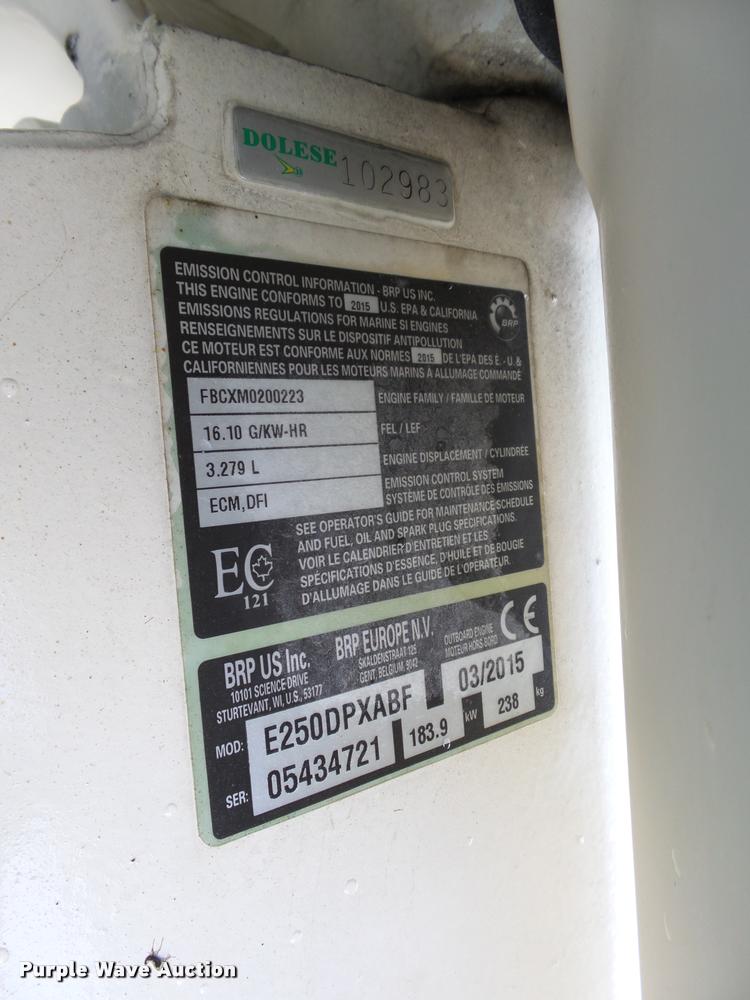 DOLESE 102983
EMISSION CONTROL INFORMATION - BRP US INC.
THIS ENGINE CONFORMS TO 2015 U.S. EPA & CALIFORNIA
EMISSIONS REGULATIONS FOR MARINE SI ENGINES
RENSEIGNEMENTS SUR LE DISPOSITIF ANTIPOLLUTION
CE MOTEUR EST CONFORME AUX NORMES 2015 DE L'EPA DES É.-U. &
CALIFORNIENNES POUR LES MOTEURS MARINS À ALLUMAGE COMMANDÉ
BRP
FBCXM0200223 ENGINE FAMILY / FAMILLE DE MOTEUR
16.10 G/KW-HR FEL / LEF
3.279 L ENGINE DISPLACEMENT / CYLINDRÉE
ECM,DFI EMISSION CONTROL SYSTEM
SYSTÈME DE CONTRÔLE DES ÉMISSIONS
SEE OPERATOR'S GUIDE FOR MAINTENANCE SCHEDULE
AND FUEL, OIL AND SPARK PLUG SPECIFICATIONS.
VOIR LE CALENDRIER D'ENTRETIEN ET LES
SPÉCIFICATIONS D'ESSENCE, D'HUILE ET DE BOUGIE
D'ALLUMAGE DANS LE GUIDE DE L'OPÉRATEUR.
EC
121
BRP US Inc.
10101 SCIENCE DRIVE
STURTEVANT, WI, U.S., 53177
BRP EUROPE N.V.
SKALDENSTRAAT 125
GENT, BELGIUM, 9042
OUTBOARD ENGINE
MOTEUR HORS-BORD
CE
MOD: E250DPXABF 03/2015
SER: 05434721 183.9 kW 238 kg
Purple Wave Auction